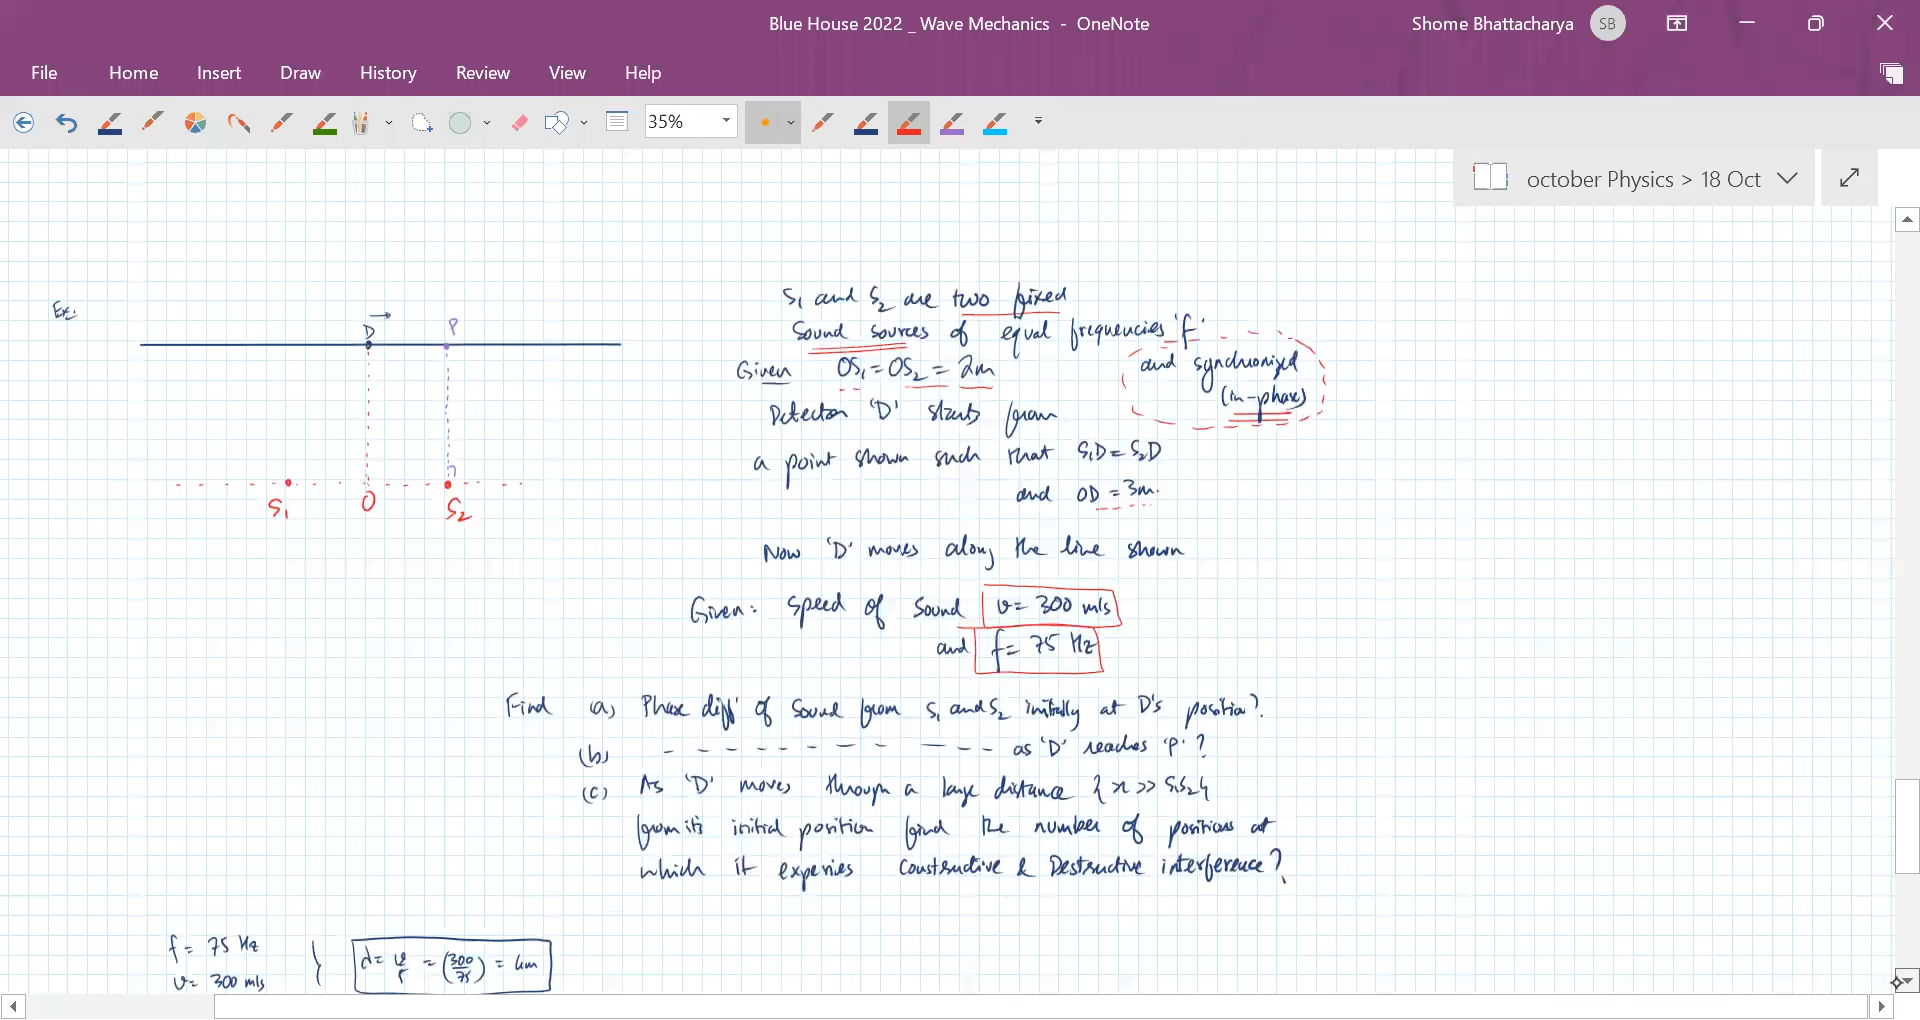 Blue House 2022 _ Wave Mechanics - OneNote
Shome Bhattacharya
SB
File Home Insert Draw History Review View Help
35%
october Physics > 18 Oct
Ex:
D P
S1 O S2
S1 and S2 are two fixed
sound sources of equal frequencies 'f'
and synchronized
(in-phase)
Given OS1 = OS2 = 2m
Detector 'D' starts from
a point shown such that S1D = S2D
and OD = 3m.
Now 'D' moves along the line shown
Given: speed of sound v = 300 m/s
and f = 75 Hz
Find (a) Phase diffn of sound from S1 and S2 initially at D's position?
(b) - - - - - - - - - - - as 'D' reaches 'P'?
(c) As 'D' moves through a large distance {x >> S1S2}
from its initial position find the number of positions at
which it experies constructive & Destructive interference?
f = 75 Hz
v = 300 m/s
} λ = v/f = (300/75) = 4m